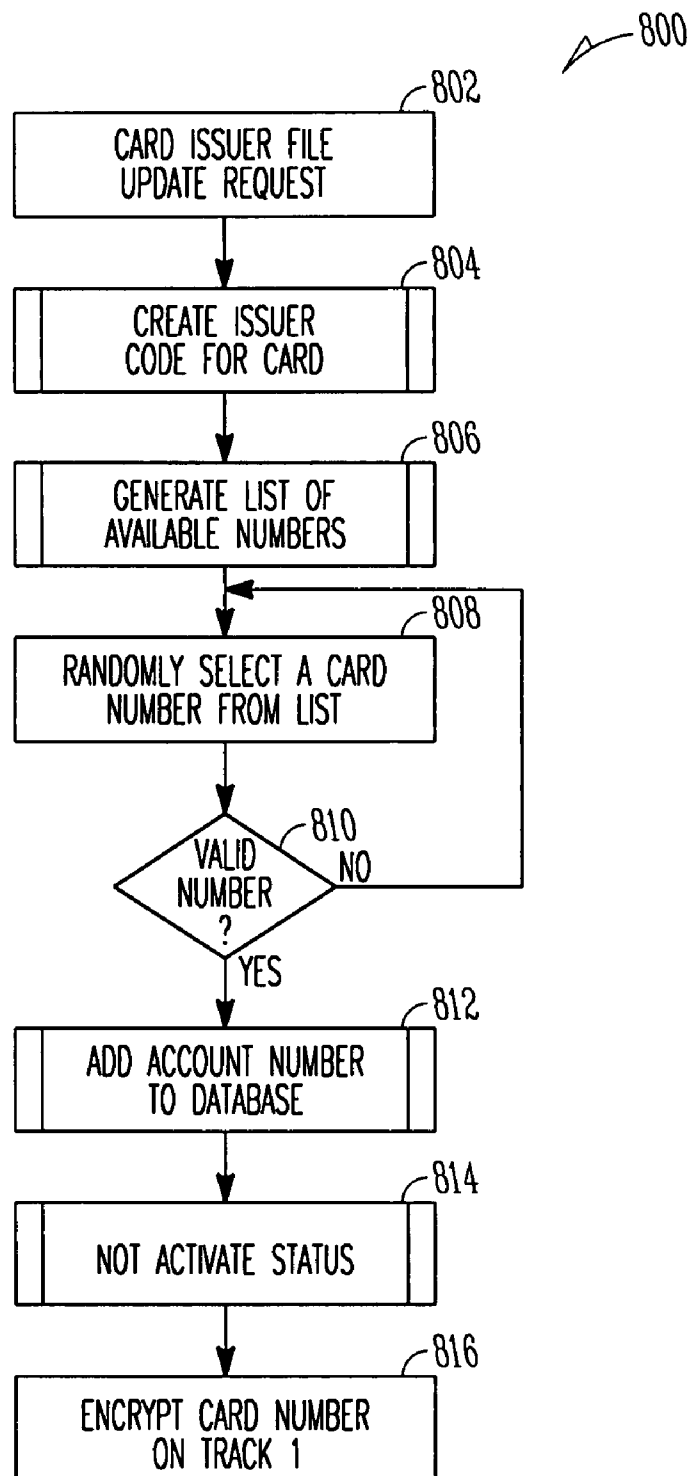 800
802
CARD ISSUER FILE
UPDATE REQUEST
804
CREATE ISSUER
CODE FOR CARD
806
GENERATE LIST OF
AVAILABLE NUMBERS
808
RANDOMLY SELECT A CARD
NUMBER FROM LIST
810
VALID
NUMBER
?
NO
YES
812
ADD ACCOUNT NUMBER
TO DATABASE
814
NOT ACTIVATE STATUS
816
ENCRYPT CARD NUMBER
ON TRACK 1